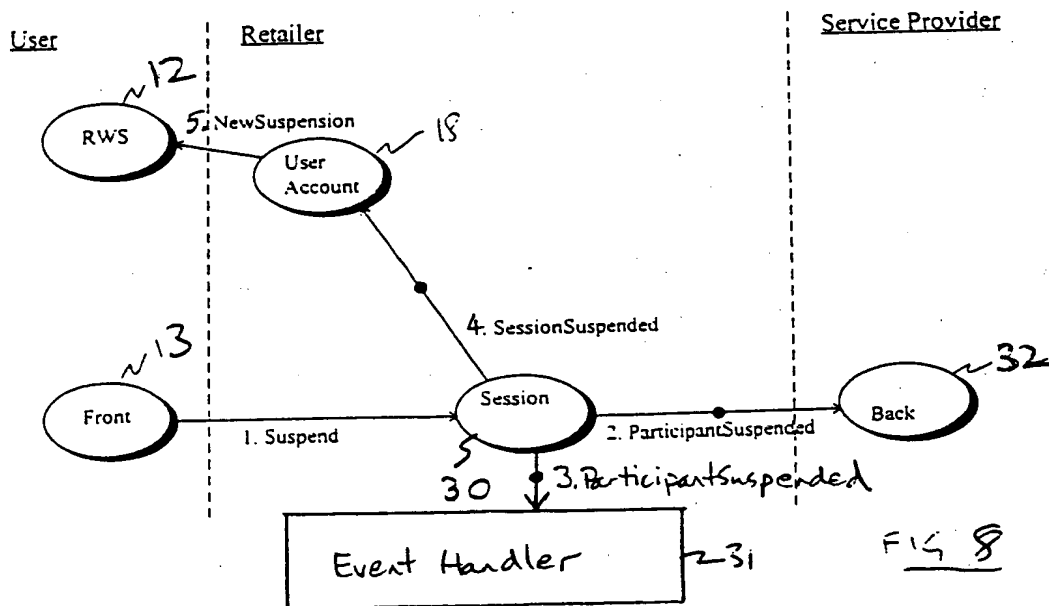 User
Retailer
Service Provider
12
RWS
5. NewSuspension
18
User
Account
4. SessionSuspended
13
Front
1. Suspend
Session
30
2. ParticipantSuspended
32
Back
3. ParticipantSuspended
Event Handler
31
FIG 8